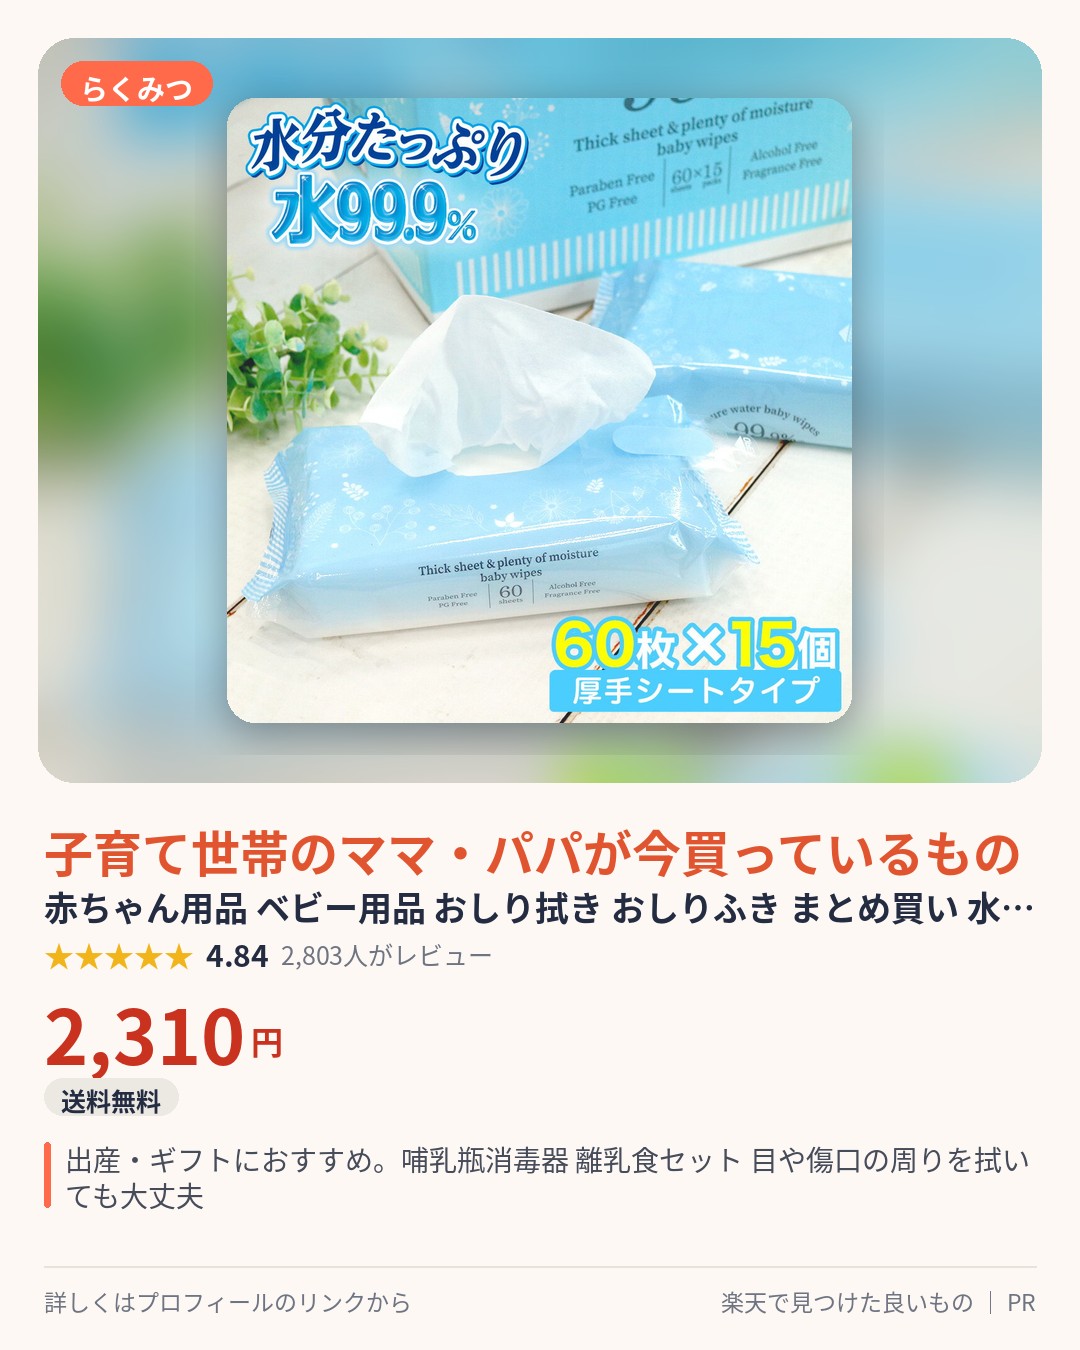 らくみつ
水分たっぷり
水99.9%
Thick sheet & plenty of moisture
baby wipes
Paraben Free
PG Free
60×15
sheets packs
Alcohol Free
Fragrance Free
water baby wipes
Thick sheet & plenty of moisture
baby wipes
Paraben Free
PG Free
60
sheets
Alcohol Free
Fragrance Free
60枚×15個
厚手シートタイプ
子育て世帯のママ・パパが今買っているもの
赤ちゃん用品 ベビー用品 おしり拭き おしりふき まとめ買い 水…
★★★★★ 4.84 2,803人がレビュー
2,310円
送料無料
出産・ギフトにおすすめ。哺乳瓶消毒器 離乳食セット 目や傷口の周りを拭い
ても大丈夫
詳しくはプロフィールのリンクから
楽天で見つけた良いもの | PR